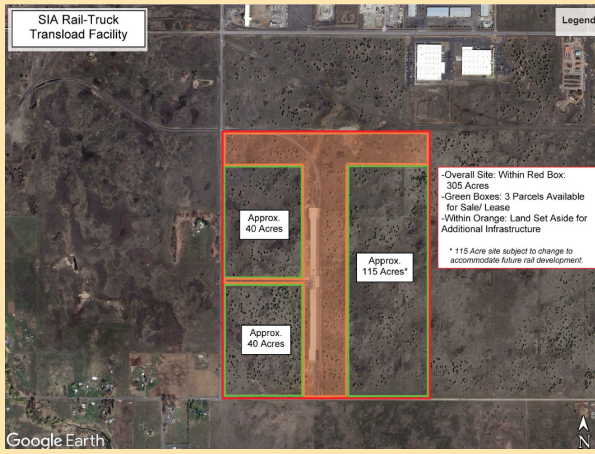 SIA Rail-Truck
Transload Facility
Legend
-Overall Site: Within Red Box:
305 Acres
-Green Boxes: 3 Parcels Available
for Sale/ Lease
-Within Orange: Land Set Aside for
Additional Infrastructure
* 115 Acre site subject to change to
accommodate future rail development.
Approx.
40 Acres
Approx.
115 Acres*
Approx.
40 Acres
Google Earth
N